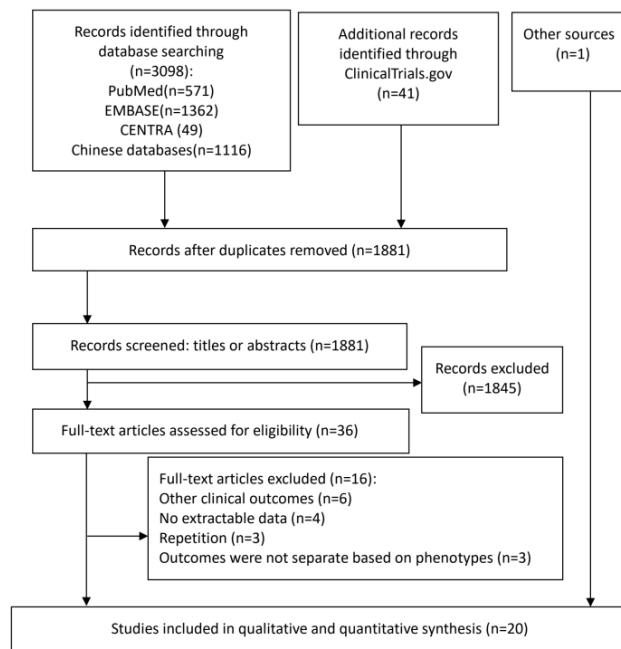 Records identified through
database searching
(n=3098):
PubMed(n=571)
EMBASE(n=1362)
CENTRA (49)
Chinese databases(n=1116)
Additional records
identified through
ClinicalTrials.gov
(n=41)
Other sources
(n=1)
Records after duplicates removed (n=1881)
Records screened: titles or abstracts (n=1881)
Records excluded
(n=1845)
Full-text articles assessed for eligibility (n=36)
Full-text articles excluded (n=16):
Other clinical outcomes (n=6)
No extractable data (n=4)
Repetition (n=3)
Outcomes were not separate based on phenotypes (n=3)
Studies included in qualitative and quantitative synthesis (n=20)